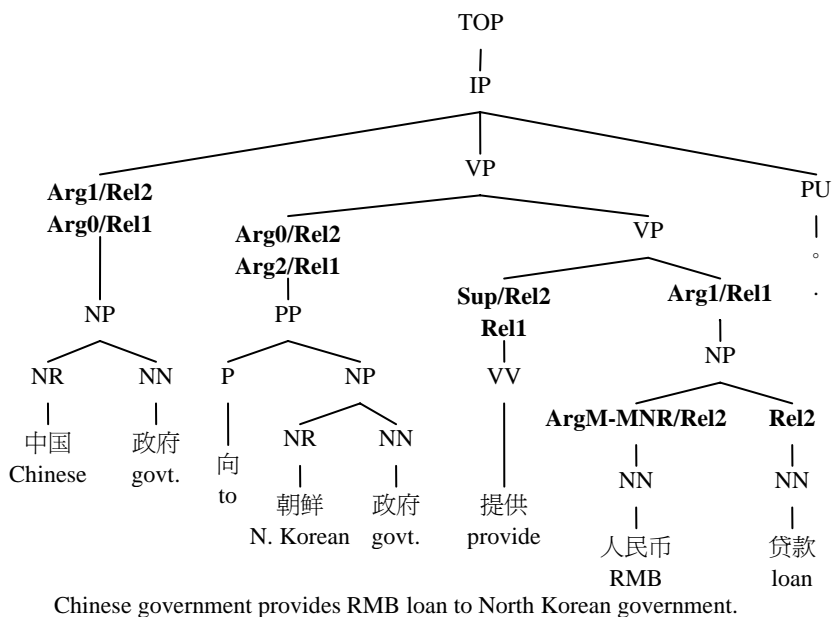 TOP
IP
VP
Arg1/Rel2
Arg0/Rel1
PU
Arg0/Rel2
Arg2/Rel1
VP
。
.
Sup/Rel2
Rel1
Arg1/Rel1
NP
PP
NP
NR
NN
P
NP
VV
ArgM-MNR/Rel2
Rel2
中国
Chinese
政府
govt.
向
to
NR
NN
NN
NN
朝鲜
N. Korean
政府
govt.
提供
provide
人民币
RMB
贷款
loan
Chinese government provides RMB loan to North Korean government.